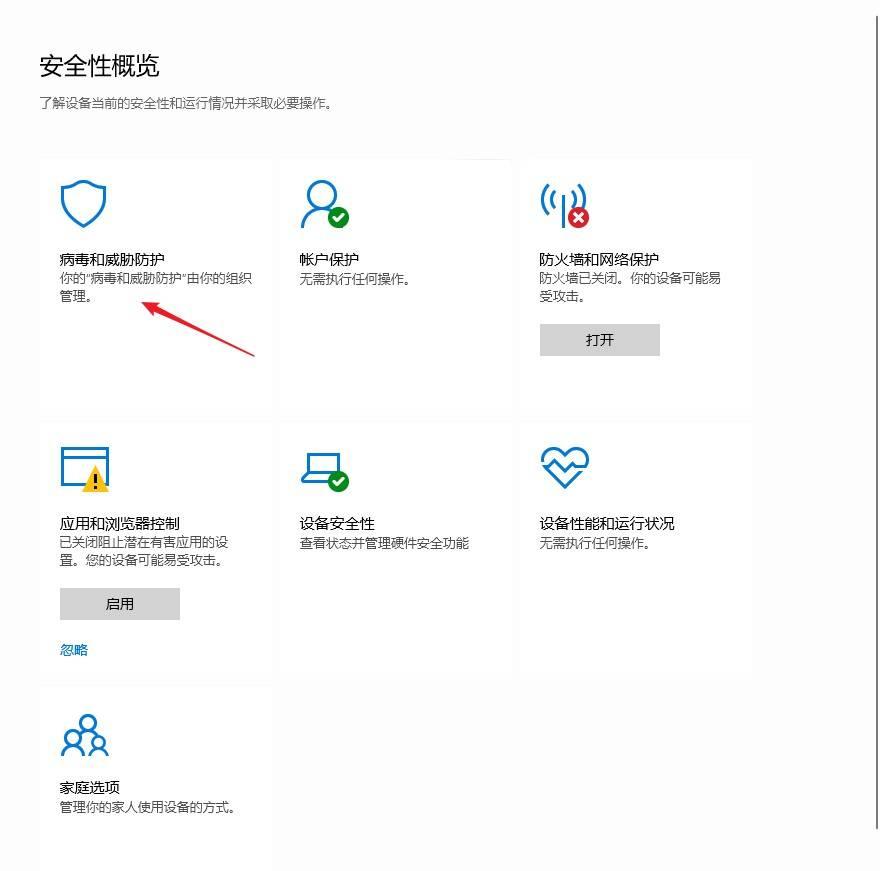 安全性概览
了解设备当前的安全性和运行情况并采取必要操作。
病毒和威胁防护
你的"病毒和威胁防护"由你的组织
管理。
帐户保护
无需执行任何操作。
防火墙和网络保护
防火墙已关闭。你的设备可能易
受攻击。
打开
应用和浏览器控制
已关闭阻止潜在有害应用的设
置。您的设备可能易受攻击。
启用
忽略
设备安全性
查看状态并管理硬件安全功能
设备性能和运行状况
无需执行任何操作。
家庭选项
管理你的家人使用设备的方式。